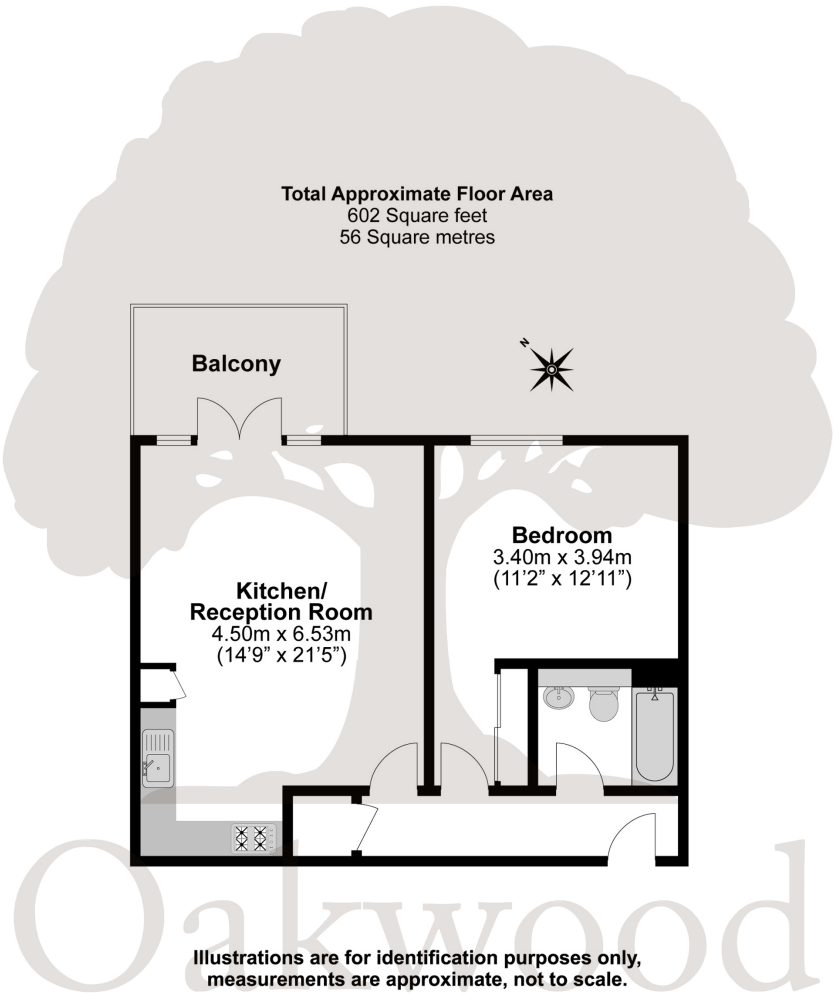 Total Approximate Floor Area
602 Square feet
56 Square metres
N
Balcony
Bedroom
3.40m x 3.94m
(11’2” x 12’11”)
Kitchen/
Reception Room
4.50m x 6.53m
(14’9” x 21’5”)
Oakwood
Illustrations are for identification purposes only,
measurements are approximate, not to scale.